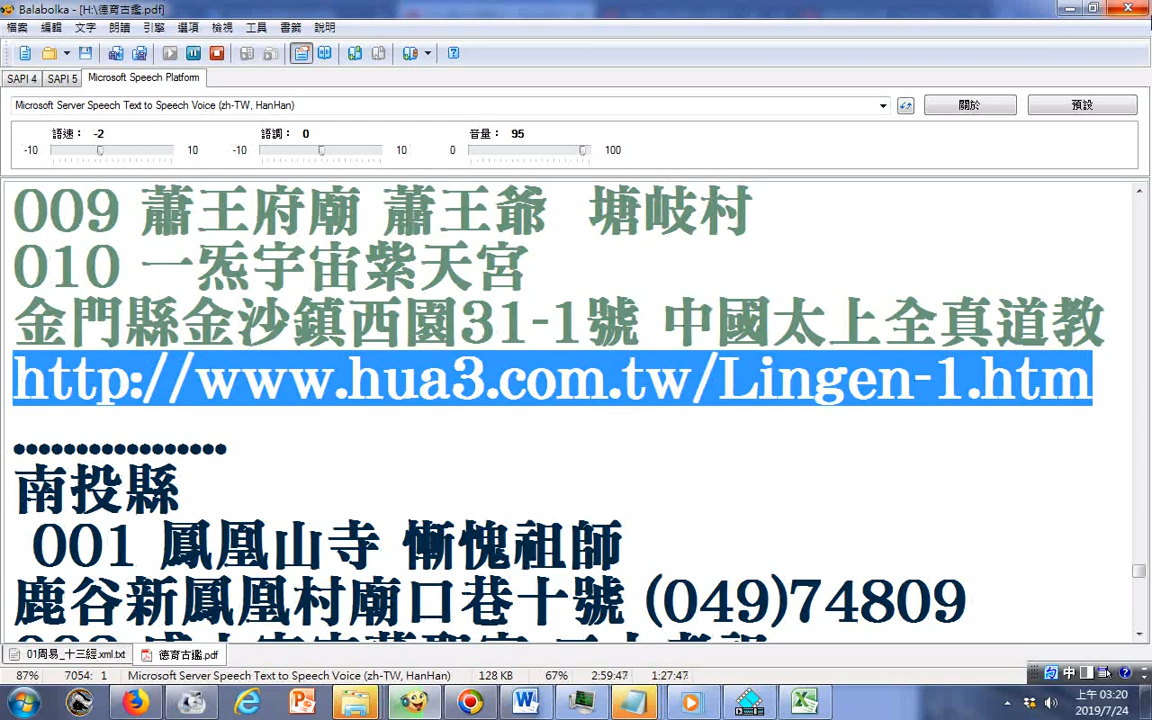 Balabolka - [H:\德育古鑑.pdf]
檔案 編輯 文字 朗讀 引擎 選項 檢視 工具 書籤 說明
SAPI 4 SAPI 5 Microsoft Speech Platform
Microsoft Server Speech Text to Speech Voice (zh-TW, HanHan) 關於 預設
語速： -2 語調： 0 音量： 95
-10 10 -10 10 0 100
009 蕭王府廟 蕭王爺 塘岐村
010 一炁宇宙紫天宮
金門縣金沙鎮西園31-1號 中國太上全真道教
http://www.hua3.com.tw/Lingen-1.htm
.................
南投縣
001 鳳凰山寺 慚愧祖師
鹿谷新鳳凰村廟口巷十號 (049)74809
01周易_十三經.xml.txt 德育古鑑.pdf
87% 7054: 1 Microsoft Server Speech Text to Speech Voice (zh-TW, HanHan) 128 KB 67% 2:59:47 1:27:47
中
上午 03:20
2019/7/24